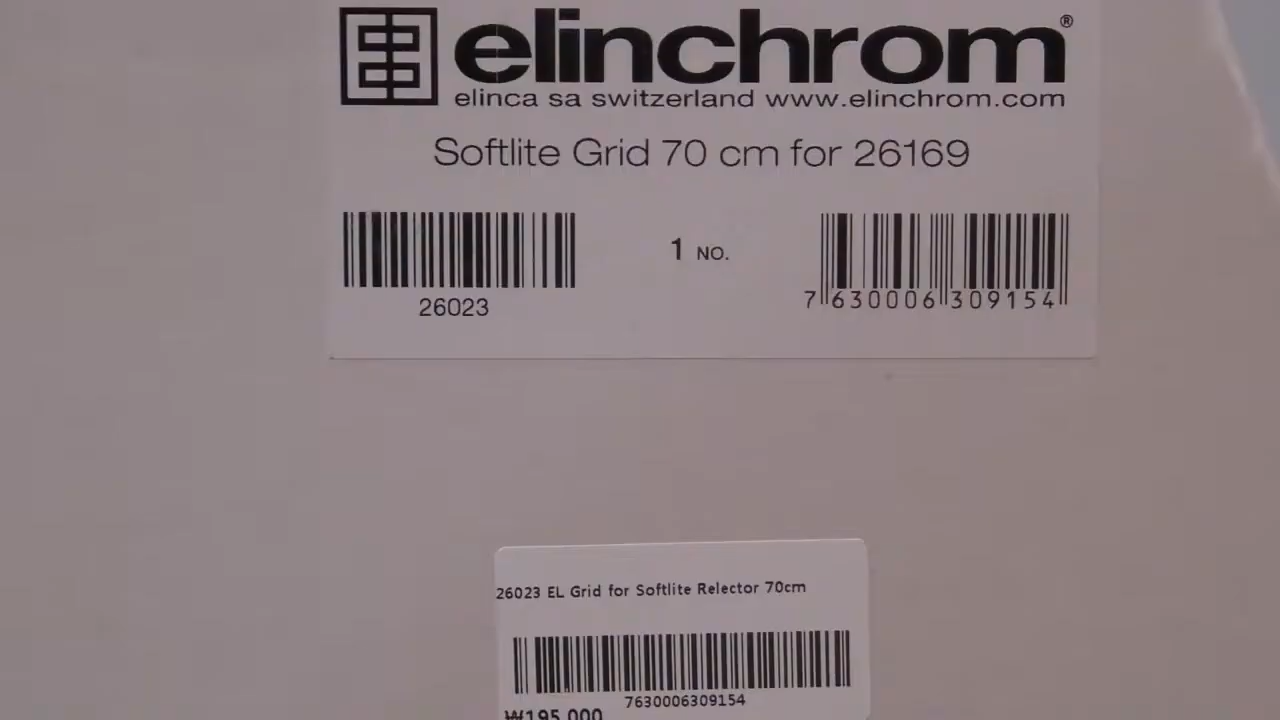 elinchrom®
elinca sa switzerland www.elinchrom.com
Softlite Grid 70 cm for 26169
1 NO.
26023
7 630006 309154
26023 EL Grid for Softlite Relector 70cm
7630006309154
₩195,000